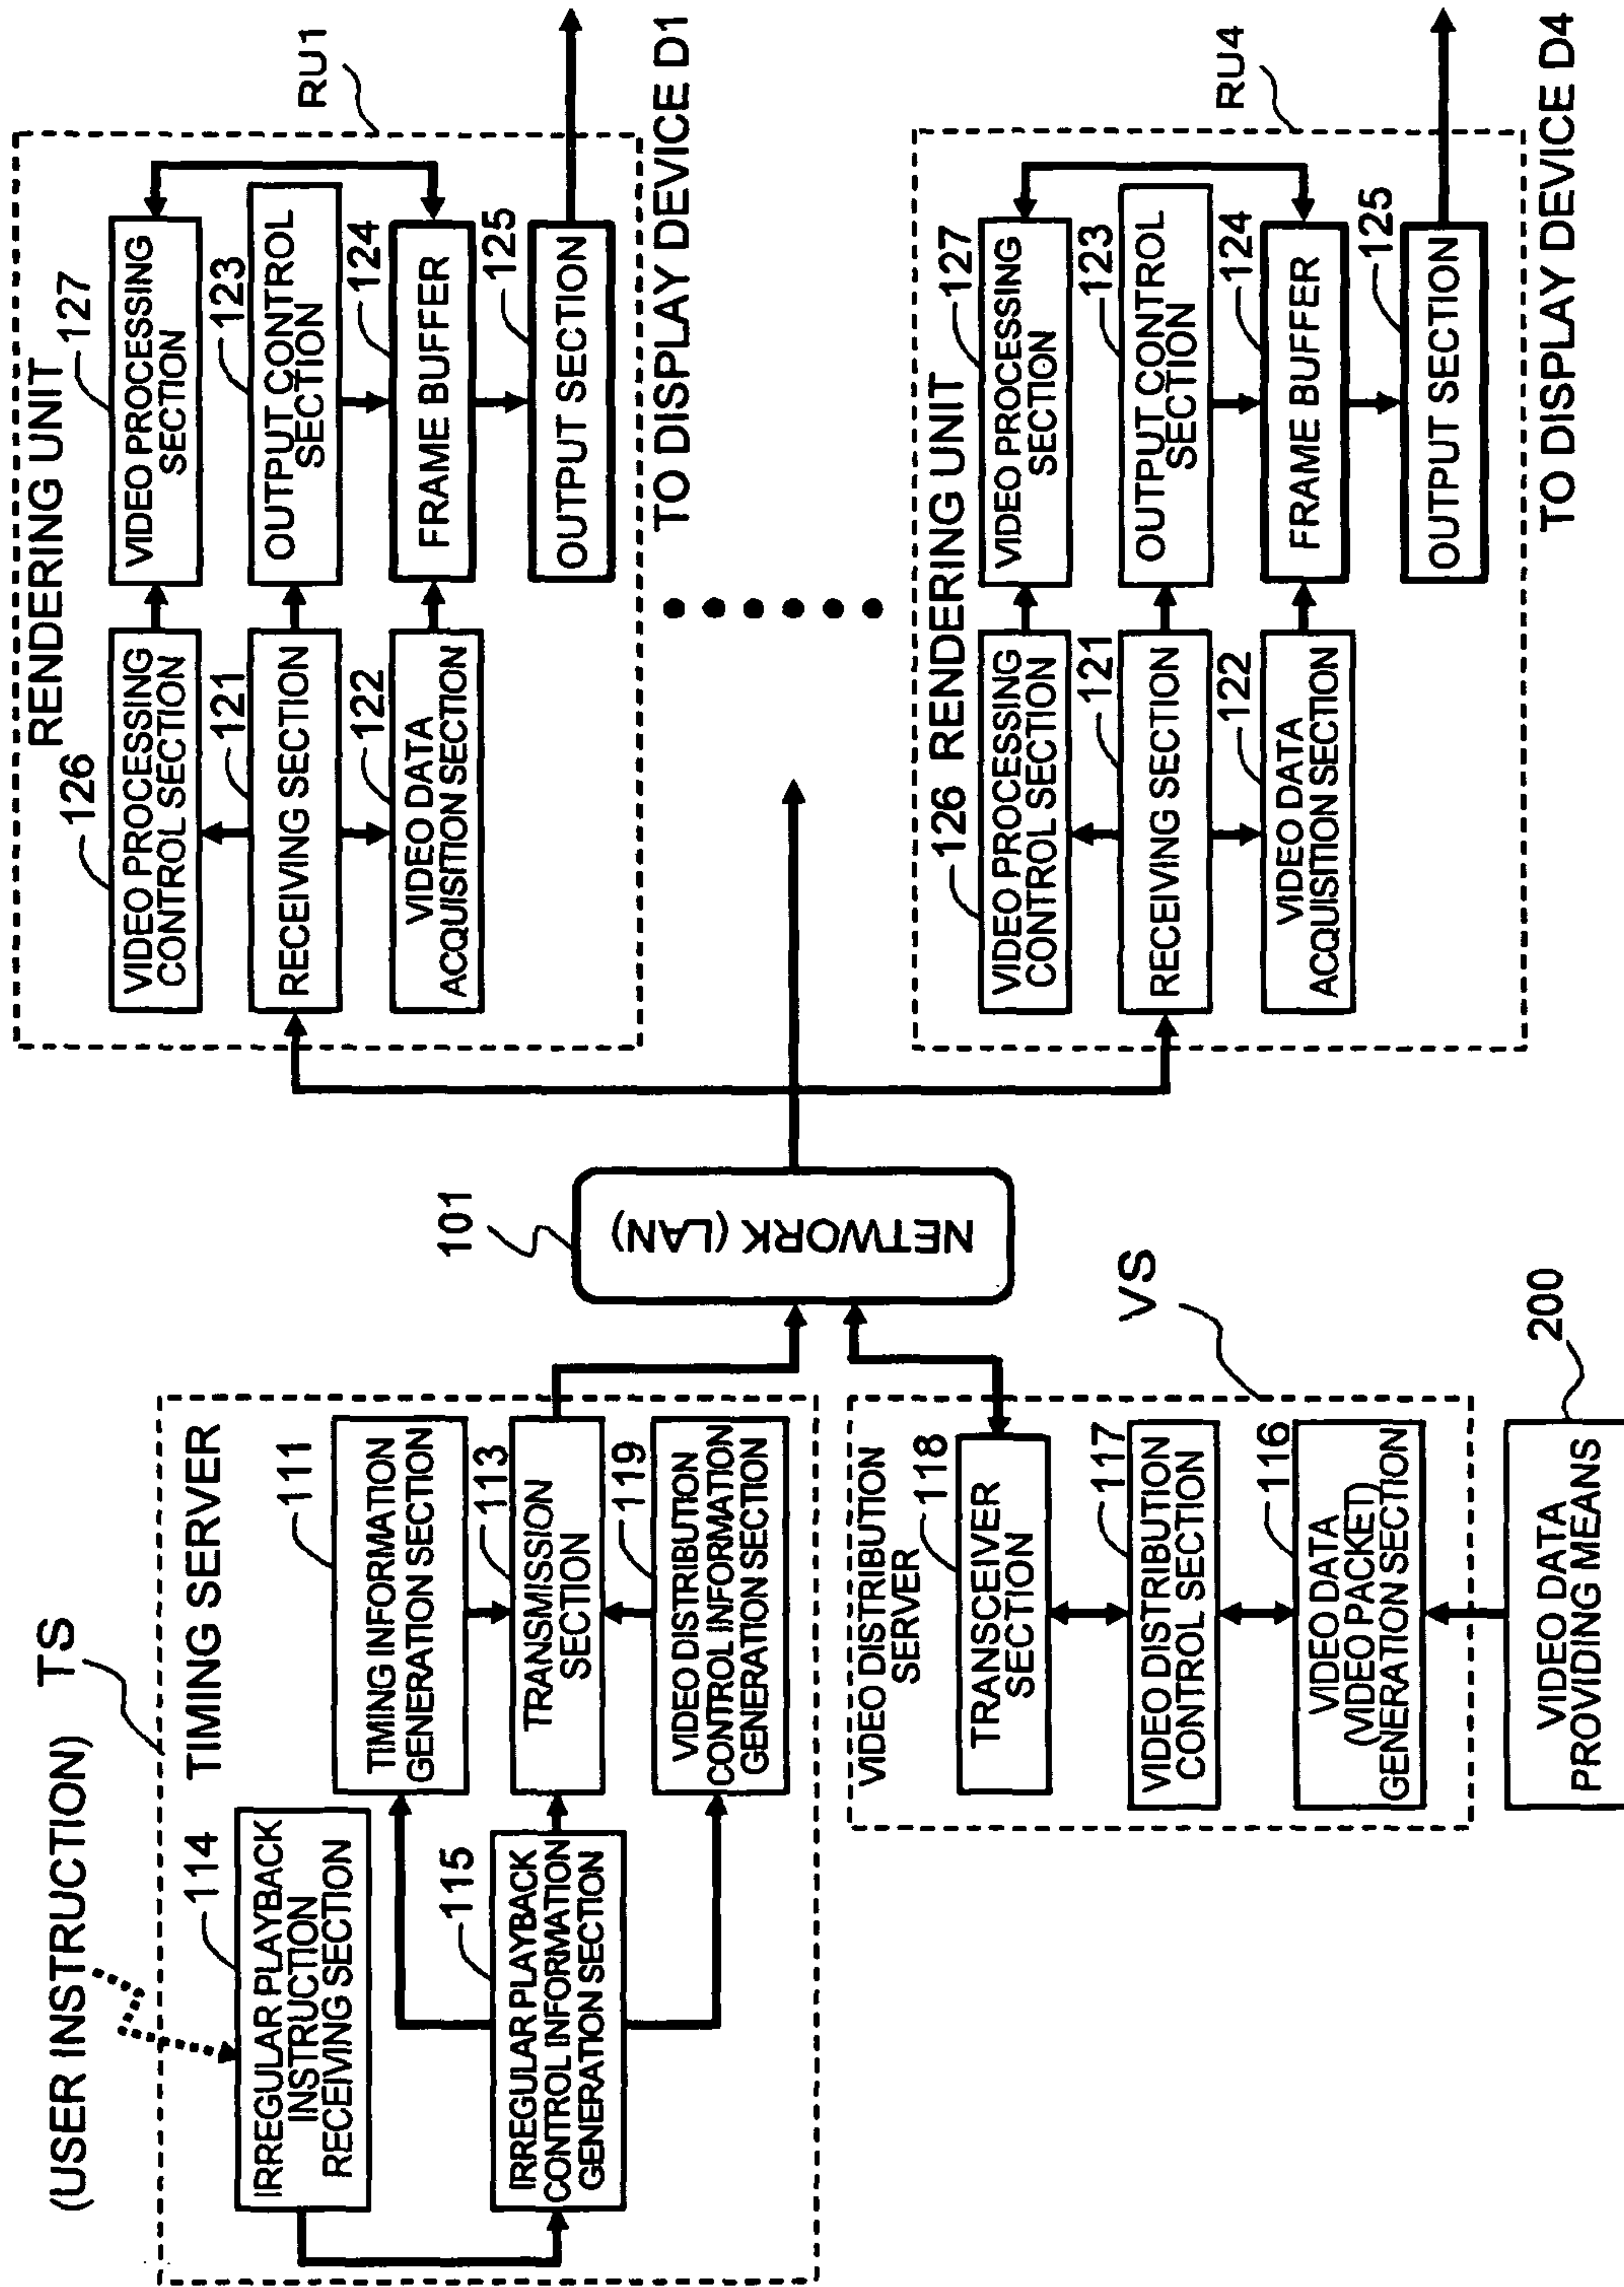 (USER INSTRUCTION)
TS
TIMING SERVER
114
IRREGULAR PLAYBACK
INSTRUCTION
RECEIVING SECTION
111
TIMING INFORMATION
GENERATION SECTION
115
IRREGULAR PLAYBACK
CONTROL INFORMATION
GENERATION SECTION
113
TRANSMISSION
SECTION
119
VIDEO DISTRIBUTION
CONTROL INFORMATION
GENERATION SECTION
VIDEO DISTRIBUTION
SERVER
VS
118
TRANSCEIVER
SECTION
117
VIDEO DISTRIBUTION
CONTROL SECTION
116
VIDEO DATA
(VIDEO PACKET)
GENERATION SECTION
200
VIDEO DATA
PROVIDING MEANS
101
NETWORK (LAN)
RENDERING UNIT
RU1
126
VIDEO PROCESSING
CONTROL SECTION
127
VIDEO PROCESSING
SECTION
121
RECEIVING SECTION
123
OUTPUT CONTROL
SECTION
122
VIDEO DATA
ACQUISITION SECTION
124
FRAME BUFFER
125
OUTPUT SECTION
TO DISPLAY DEVICE D1
126 RENDERING UNIT
RU4
VIDEO PROCESSING
CONTROL SECTION
127
VIDEO PROCESSING
SECTION
121
RECEIVING SECTION
123
OUTPUT CONTROL
SECTION
122
VIDEO DATA
ACQUISITION SECTION
124
FRAME BUFFER
125
OUTPUT SECTION
TO DISPLAY DEVICE D4